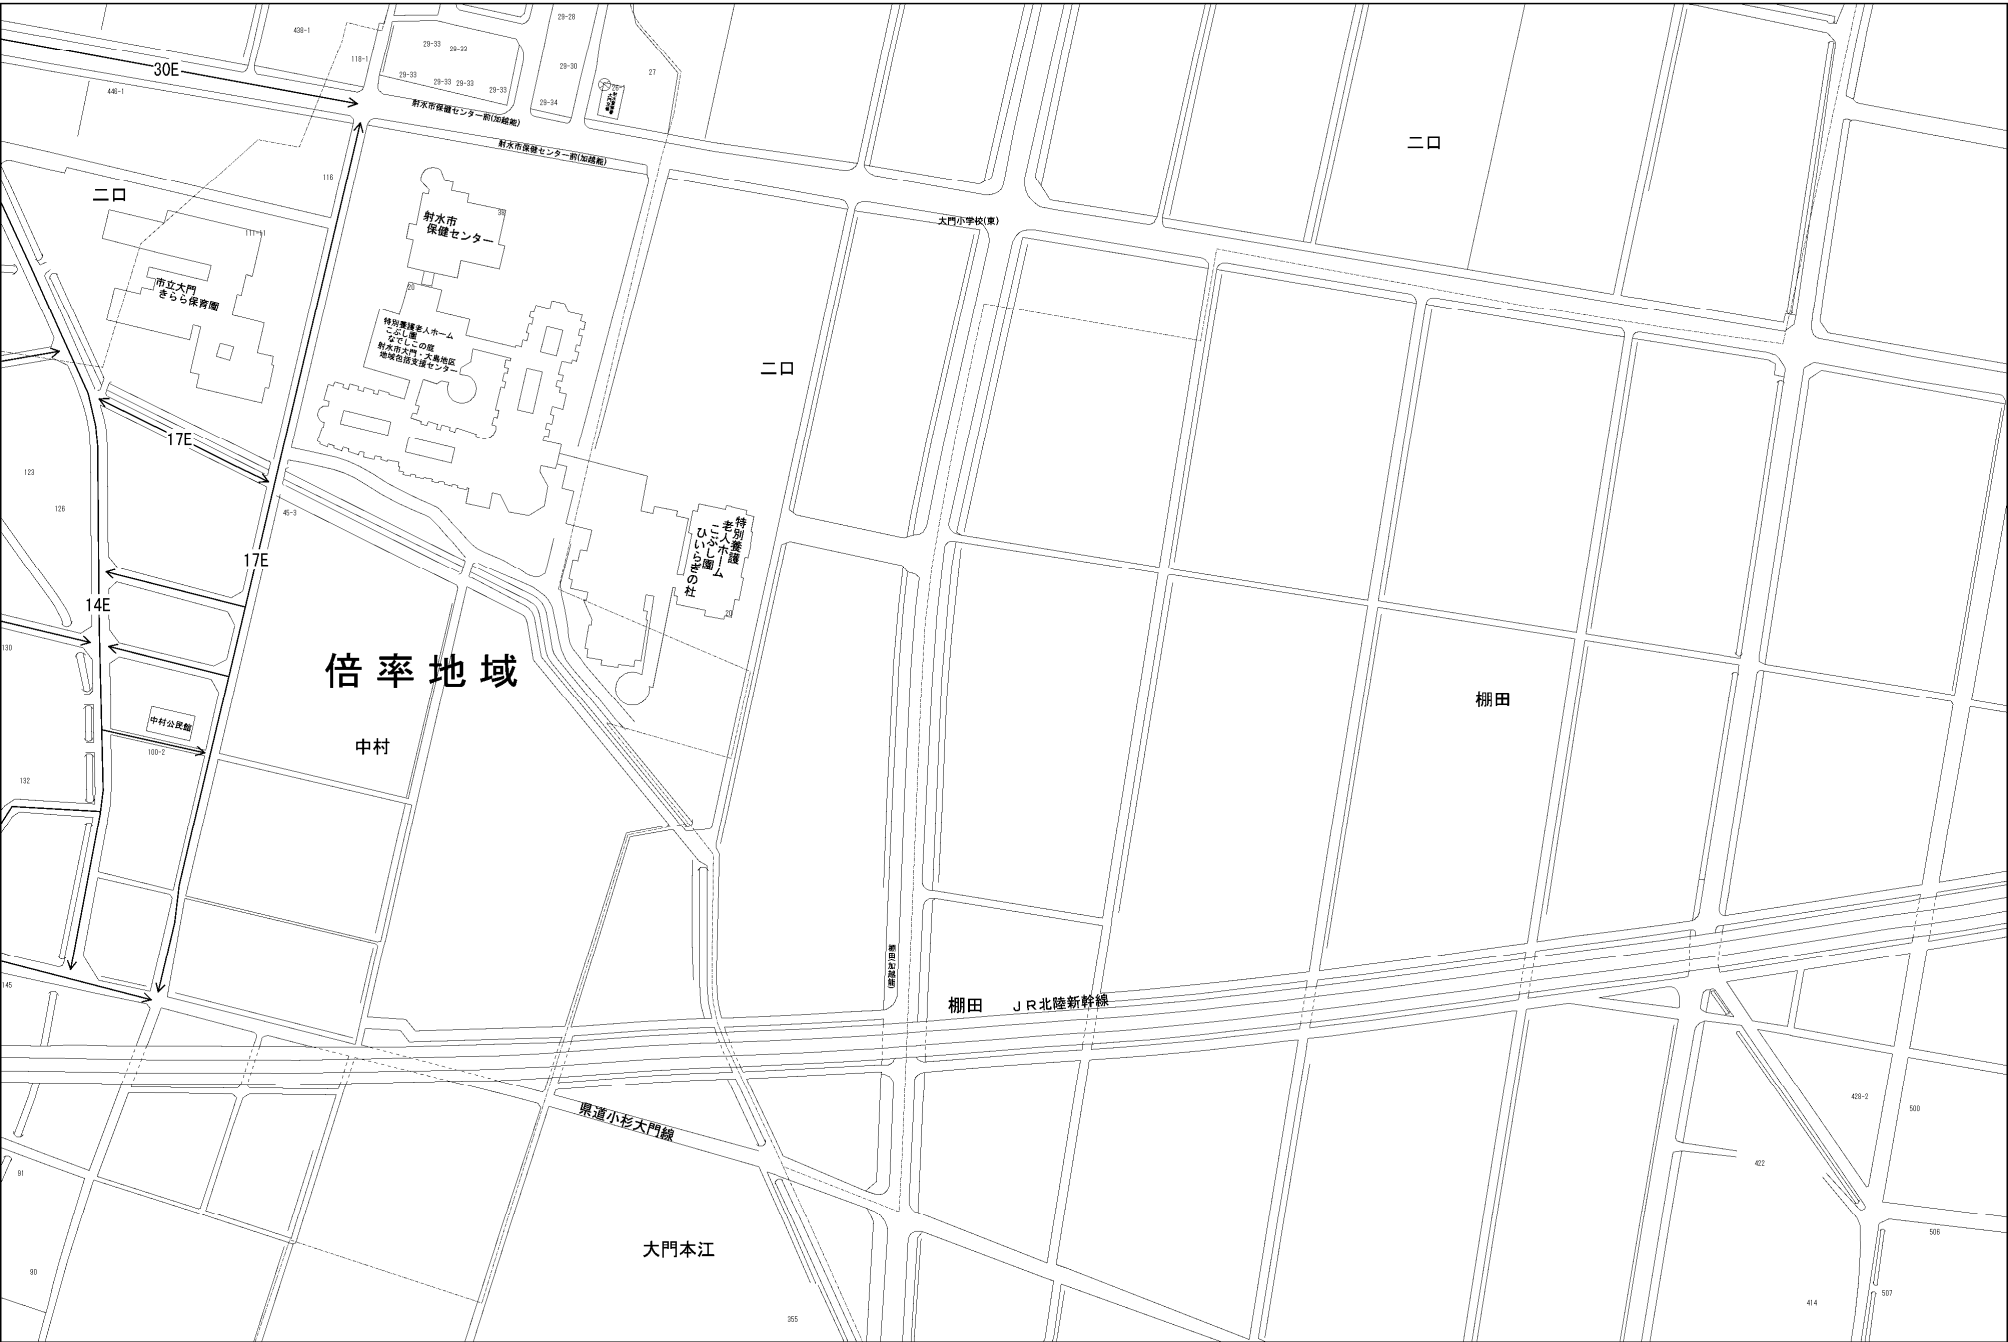 29-28
438-1
29-33
29-33
118-1
30E
29-30
27
29-33
29-33
29-33
29-33
446-1
29-34
射水市保健センター前(加越能)
二口
射水市保健センター前(加越能)
116
二口
38
射水市
保健センター
大門小学校(東)
111-11
市立大門
きらら保育園
20
特別養護老人ホーム
こぶし園
なでしこの庭
射水市大門・大島地区
地域包括支援センター
二口
17E
123
126
45-3
特別養護
老人ホーム
こぶし園
ひいらぎの杜
20
17E
14E
130
倍率地域
棚田
中村公民館
100-2
中村
132
棚田(加越能)
145
棚田
JR北陸新幹線
428-2
500
県道小杉大門線
422
91
506
大門本江
90
507
414
355